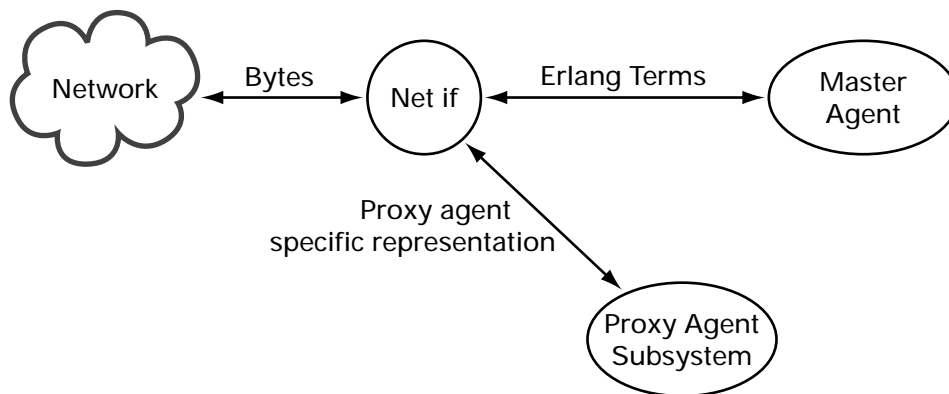 Network
Bytes
Net if
Erlang Terms
Master
Agent
Proxy agent
specific representation
Proxy Agent
Subsystem